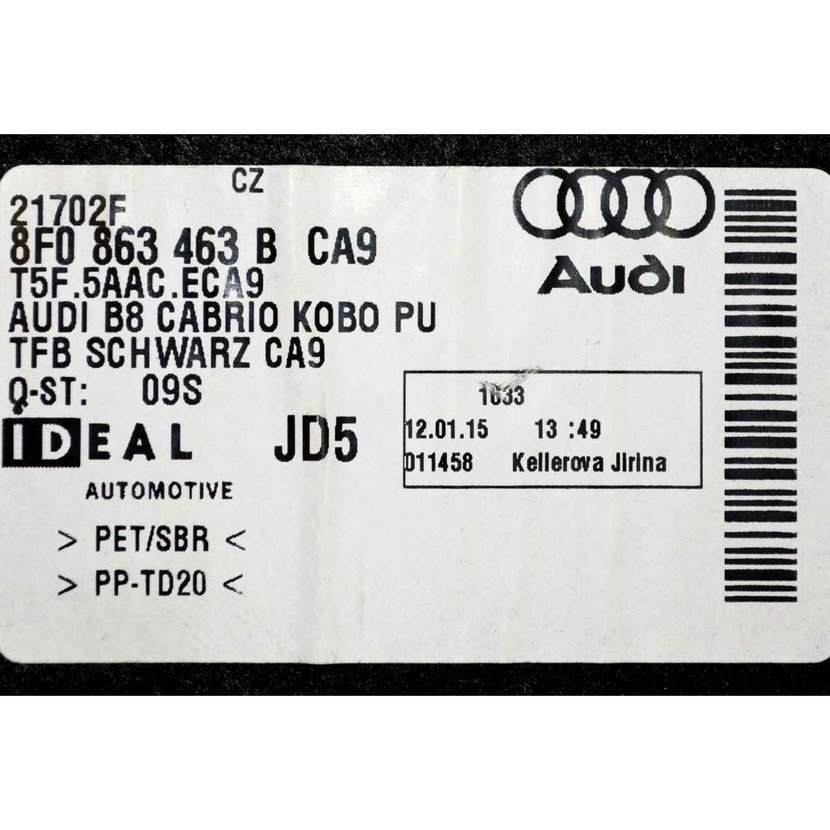 CZ
21702F
8F0 863 463 B CA9
T5F.5AAC.ECA9
AUDI B8 CABRIO KOBO PU
TFB SCHWARZ CA9
Q-ST: 09S
IDEAL JD5
AUTOMOTIVE
> PET/SBR <
> PP-TD20 <
Audi
1633
12.01.15 13 :49
011458 Kellerova Jirina